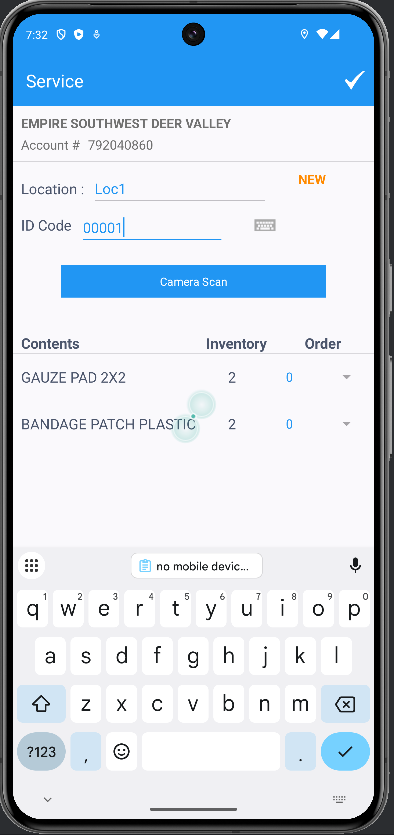 7:32
Service
EMPIRE SOUTHWEST DEER VALLEY
Account # 792040860
Location : Loc1 NEW
ID Code 00001
Camera Scan
Contents Inventory Order
GAUZE PAD 2X2 2 0
BANDAGE PATCH PLASTIC 2 0
no mobile devic...
q1 w2 e3 r4 t5 y6 u7 i8 o9 p0
a s d f g h j k l
z x c v b n m
?123 , .